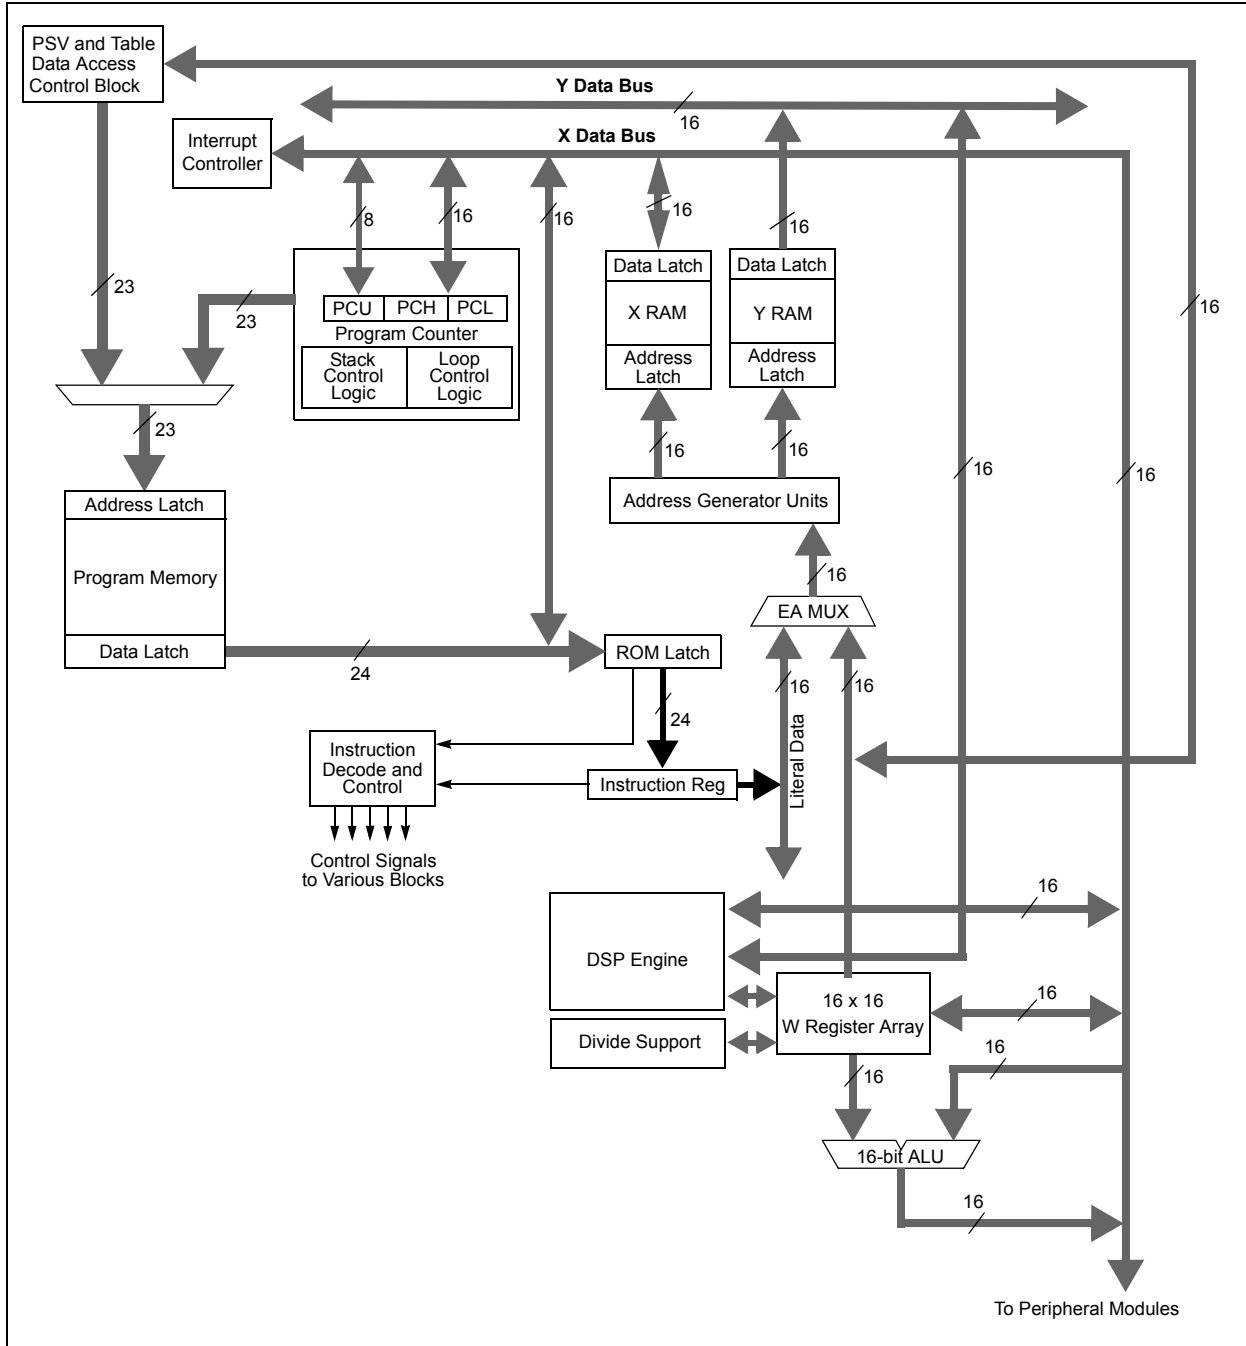 PSV and Table
Data Access
Control Block
Y Data Bus
16
Interrupt
Controller
X Data Bus
8
16
16
16
16
16
23
23
PCU
PCH
PCL
Program Counter
Stack
Control
Logic
Loop
Control
Logic
Data Latch
X RAM
Address
Latch
Data Latch
Y RAM
Address
Latch
23
16
16
16
16
Address Latch
Program Memory
Data Latch
Address Generator Units
16
EA MUX
24
ROM Latch
16
16
24
Literal Data
Instruction
Decode and
Control
Instruction Reg
Control Signals
to Various Blocks
16
DSP Engine
16 x 16
W Register Array
16
Divide Support
16
16
16-bit ALU
16
To Peripheral Modules